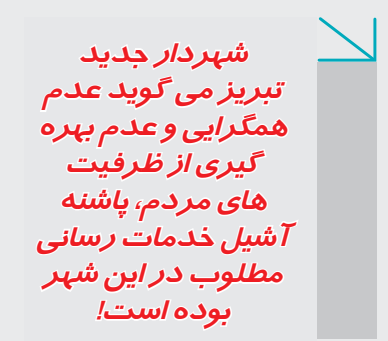 شهردار جدید
تبریز می گوید عدم
همگرایی و عدم بهره
گیری از ظرفیت
های مردم، پاشنه
آشیل خدمات رسانی
مطلوب در این شهر
بوده است!